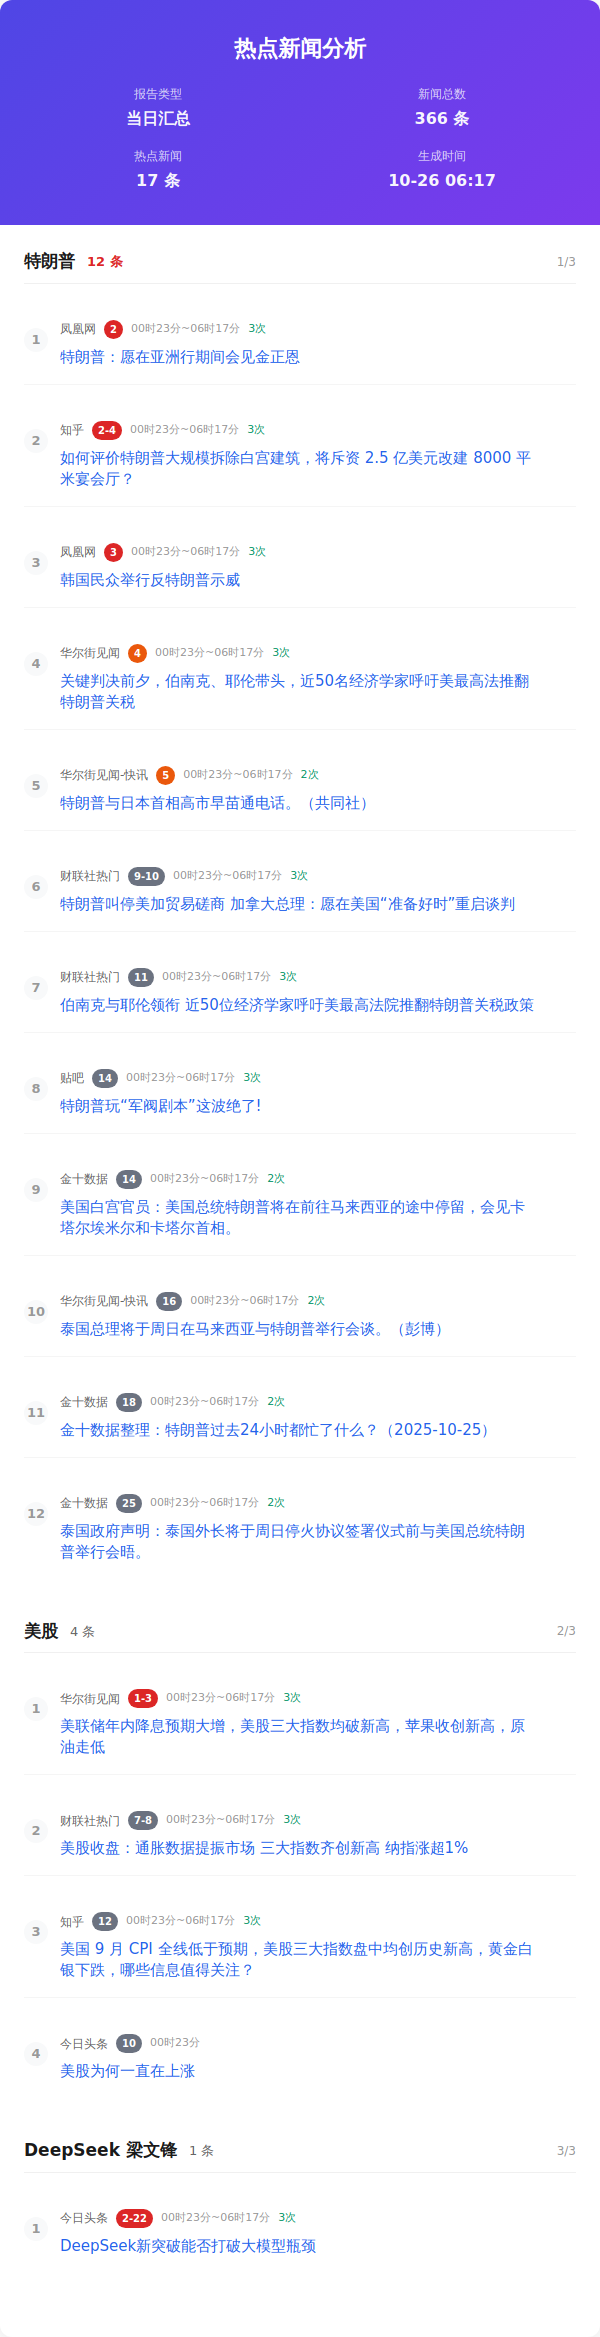 热点新闻分析
报告类型
新闻总数
当日汇总
366 条
热点新闻
生成时间
17 条
10-26 06:17
特朗普 12 条 1/3
1 凤凰网 2 00时23分~06时17分 3次
特朗普：愿在亚洲行期间会见金正恩
2 知乎 2-4 00时23分~06时17分 3次
如何评价特朗普大规模拆除白宫建筑，将斥资 2.5 亿美元改建 8000 平
米宴会厅？
3 凤凰网 3 00时23分~06时17分 3次
韩国民众举行反特朗普示威
4 华尔街见闻 4 00时23分~06时17分 3次
关键判决前夕，伯南克、耶伦带头，近50名经济学家呼吁美最高法推翻
特朗普关税
5 华尔街见闻-快讯 5 00时23分~06时17分 2次
特朗普与日本首相高市早苗通电话。（共同社）
6 财联社热门 9-10 00时23分~06时17分 3次
特朗普叫停美加贸易磋商 加拿大总理：愿在美国“准备好时”重启谈判
7 财联社热门 11 00时23分~06时17分 3次
伯南克与耶伦领衔 近50位经济学家呼吁美最高法院推翻特朗普关税政策
8 贴吧 14 00时23分~06时17分 3次
特朗普玩“军阀剧本”这波绝了!
9 金十数据 14 00时23分~06时17分 2次
美国白宫官员：美国总统特朗普将在前往马来西亚的途中停留，会见卡
塔尔埃米尔和卡塔尔首相。
10 华尔街见闻-快讯 16 00时23分~06时17分 2次
泰国总理将于周日在马来西亚与特朗普举行会谈。（彭博）
11 金十数据 18 00时23分~06时17分 2次
金十数据整理：特朗普过去24小时都忙了什么？（2025-10-25）
12 金十数据 25 00时23分~06时17分 2次
泰国政府声明：泰国外长将于周日停火协议签署仪式前与美国总统特朗
普举行会晤。
美股 4 条 2/3
1 华尔街见闻 1-3 00时23分~06时17分 3次
美联储年内降息预期大增，美股三大指数均破新高，苹果收创新高，原
油走低
2 财联社热门 7-8 00时23分~06时17分 3次
美股收盘：通胀数据提振市场 三大指数齐创新高 纳指涨超1%
3 知乎 12 00时23分~06时17分 3次
美国 9 月 CPI 全线低于预期，美股三大指数盘中均创历史新高，黄金白
银下跌，哪些信息值得关注？
4 今日头条 10 00时23分
美股为何一直在上涨
DeepSeek 梁文锋 1 条 3/3
1 今日头条 2-22 00时23分~06时17分 3次
DeepSeek新突破能否打破大模型瓶颈